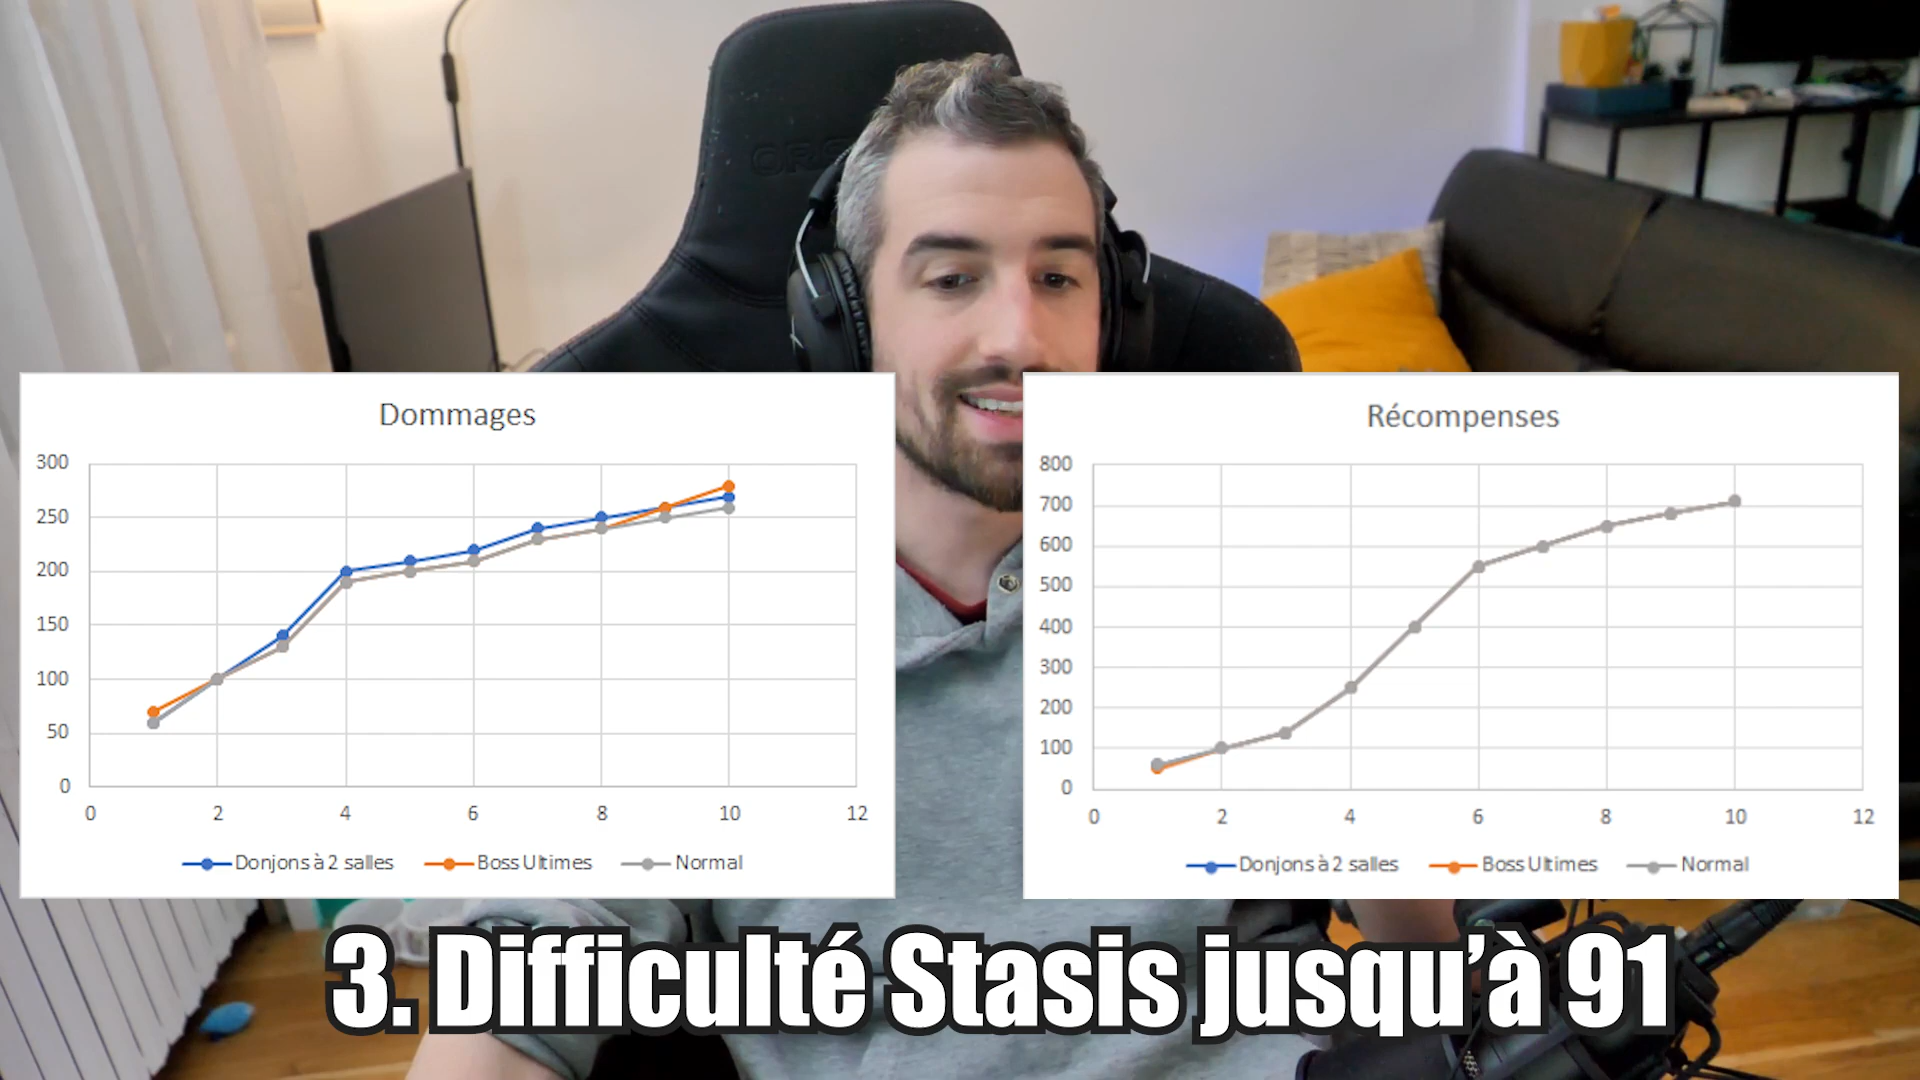 Dommages
300
250
200
150
100
50
0
0 2 4 6 8 10 12
Donjons à 2 salles Boss Ultimes Normal
Récompenses
800
700
600
500
400
300
200
100
0
0 2 4 6 8 10 12
Donjons à 2 salles Boss Ultimes Normal
3. Difficulté Stasis jusqu'à 91